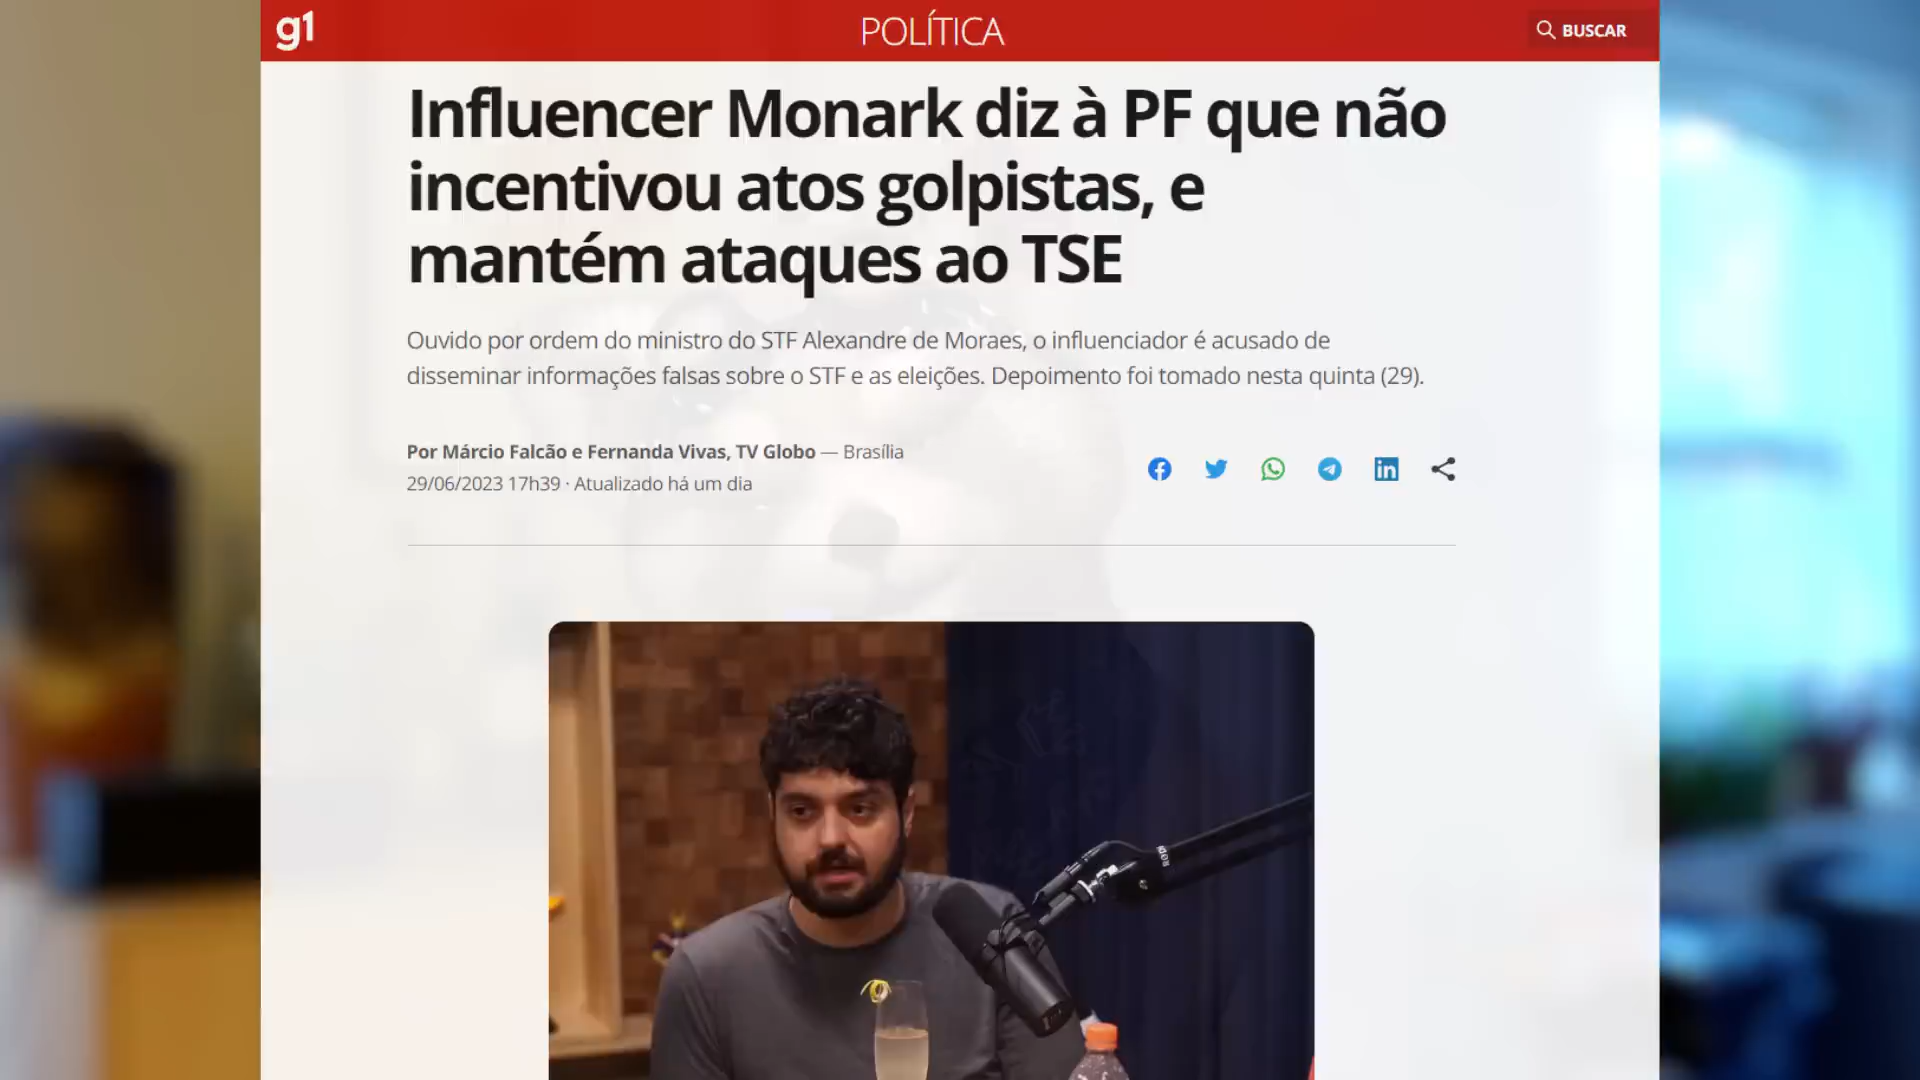 g1
POLÍTICA
BUSCAR
Influencer Monark diz à PF que não
incentivou atos golpistas, e
mantém ataques ao TSE
Ouvido por ordem do ministro do STF Alexandre de Moraes, o influenciador é acusado de
disseminar informações falsas sobre o STF e as eleições. Depoimento foi tomado nesta quinta (29).
Por Márcio Falcão e Fernanda Vivas, TV Globo — Brasília
29/06/2023 17h39 · Atualizado há um dia
in
RØDE